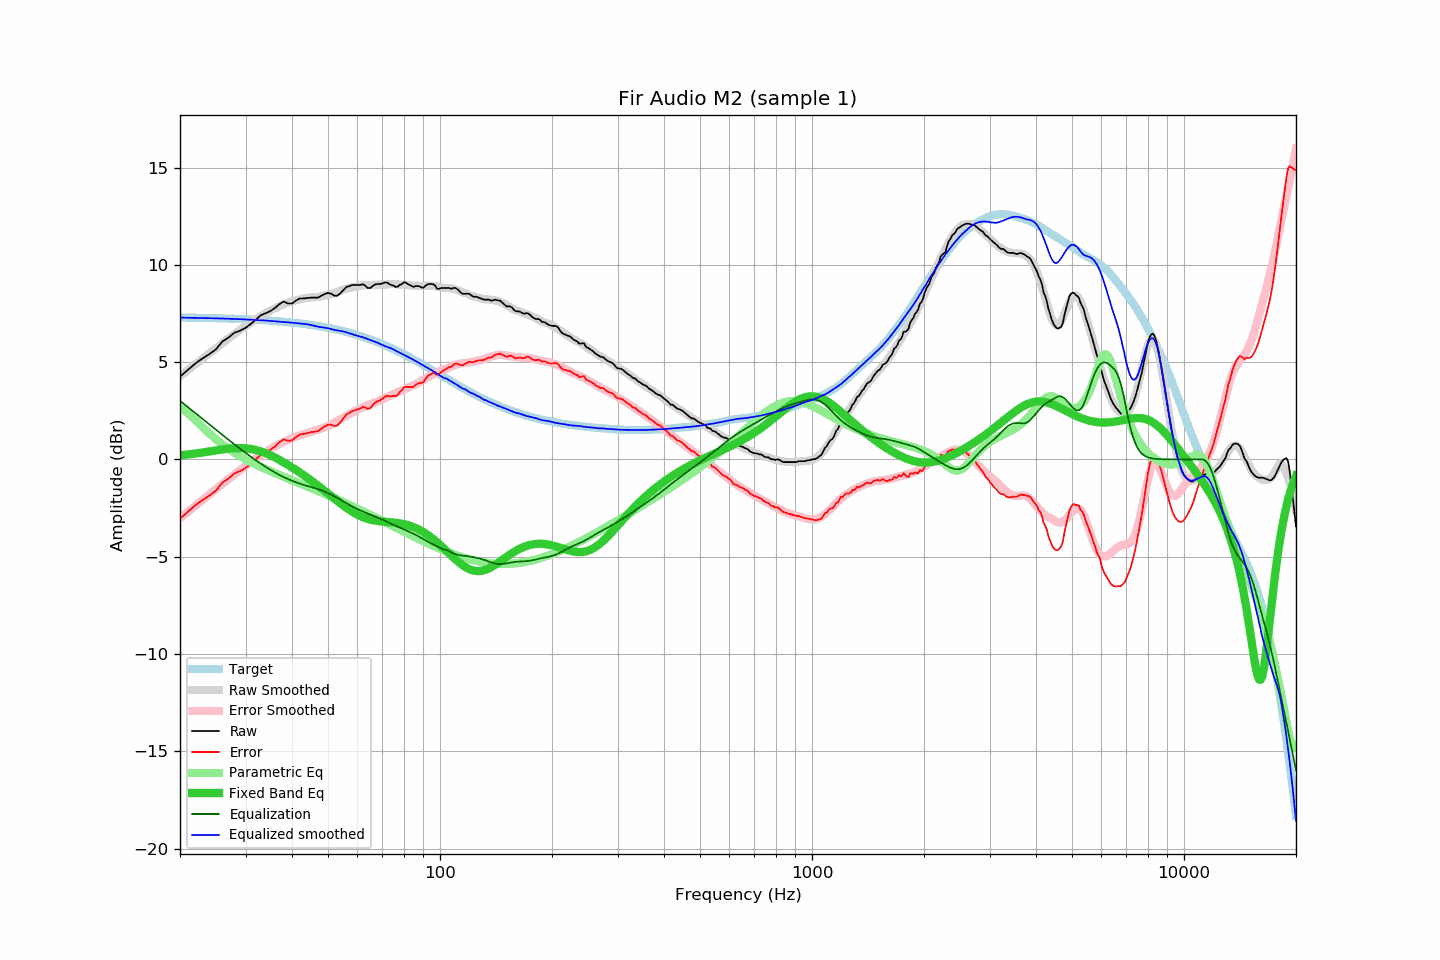 Fir Audio M2 (sample 1)
Amplitude (dBr)
15
10
5
0
−5
−10
−15
−20
Target
Raw Smoothed
Error Smoothed
Raw
Error
Parametric Eq
Fixed Band Eq
Equalization
Equalized smoothed
100
1000
10000
Frequency (Hz)